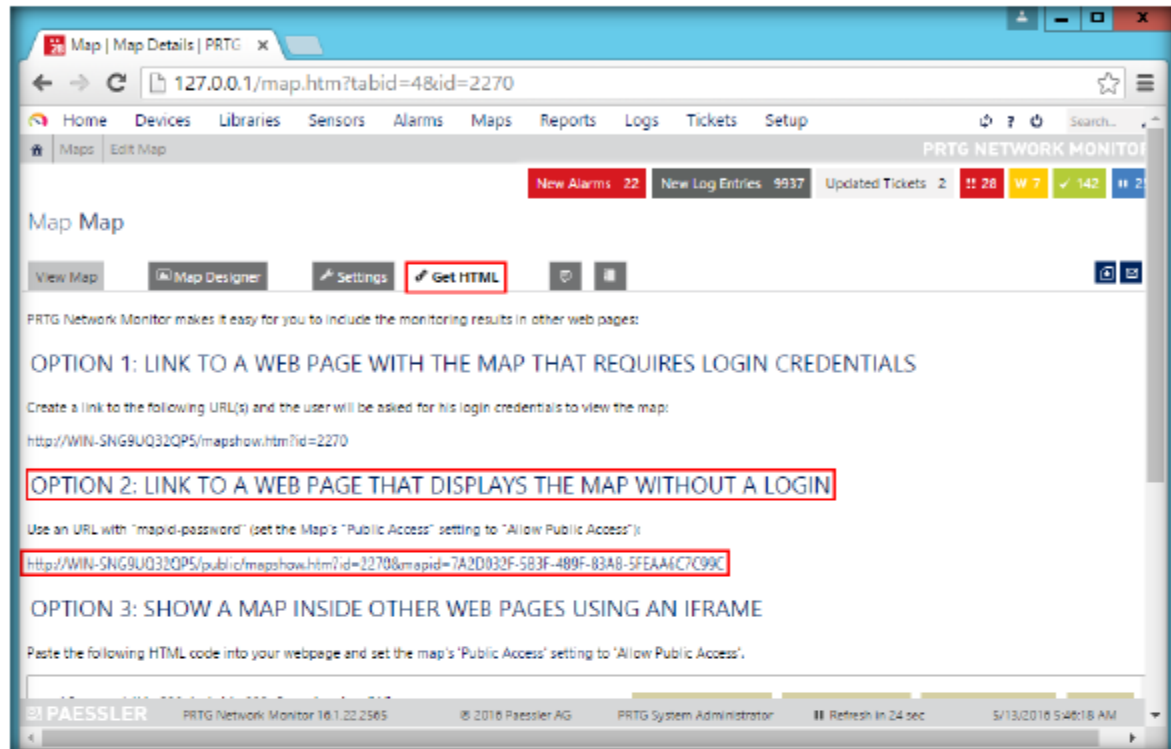 Map | Map Details | PRTG
127.0.0.1/map.htm?tabid=4&id=2270
Home Devices Libraries Sensors Alarms Maps Reports Logs Tickets Setup ? Search...
Maps Edit Map PRTG NETWORK MONITOR
New Alarms 22 New Log Entries 9937 Updated Tickets 2 !! 28 W 7 142
Map Map
View Map Map Designer Settings Get HTML
PRTG Network Monitor makes it easy for you to include the monitoring results in other web pages:
OPTION 1: LINK TO A WEB PAGE WITH THE MAP THAT REQUIRES LOGIN CREDENTIALS
Create a link to the following URL(s) and the user will be asked for his login credentials to view the map:
http://WIN-SNG9UQ32QP5/mapshow.htm?id=2270
OPTION 2: LINK TO A WEB PAGE THAT DISPLAYS THE MAP WITHOUT A LOGIN
Use an URL with "mapid-password" (set the Map's "Public Access" setting to "Allow Public Access"):
http://WIN-SNG9UQ32QP5/public/mapshow.htm?id=2270&mapid=7A2D032F-5B3F-489F-83A8-5FEAA6C7C99C
OPTION 3: SHOW A MAP INSIDE OTHER WEB PAGES USING AN IFRAME
Paste the following HTML code into your webpage and set the map's 'Public Access' setting to 'Allow Public Access'.
PAESSLER PRTG Network Monitor 16.1.22.2565 © 2016 Paessler AG PRTG System Administrator Refresh in 24 sec 5/13/2016 5:46:18 AM